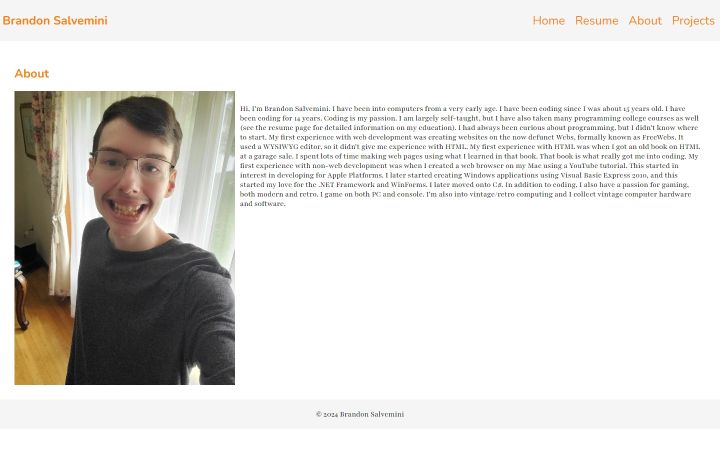 Brandon Salvemini
Home Resume About Projects
About
Hi, I'm Brandon Salvemini. I have been into computers from a very early age. I have been coding since I was about 15 years old. I have
been coding for 14 years. Coding is my passion. I am largely self-taught, but I have also taken many programming college courses as well
(see the resume page for detailed information on my education). I had always been curious about programming, but I didn't know where
to start. My first experience with web development was creating websites on the now defunct Webs, formally known as FreeWebs. It
used a WYSIWYG editor, so it didn't give me experience with HTML. My first experience with HTML was when I got an old book on HTML
at a garage sale. I spent lots of time making web pages using what I learned in that book. That book is what really got me into coding. My
first experience with non-web development was when I created a web browser on my Mac using a YouTube tutorial. This started in
interest in developing for Apple Platforms. I later started creating Windows applications using Visual Basic Express 2010, and this
started my love for the .NET Framework and WinForms. I later moved onto C#. In addition to coding, I also have a passion for gaming,
both modern and retro. I game on both PC and console. I'm also into vintage/retro computing and I collect vintage computer hardware
and software.
© 2024 Brandon Salvemini